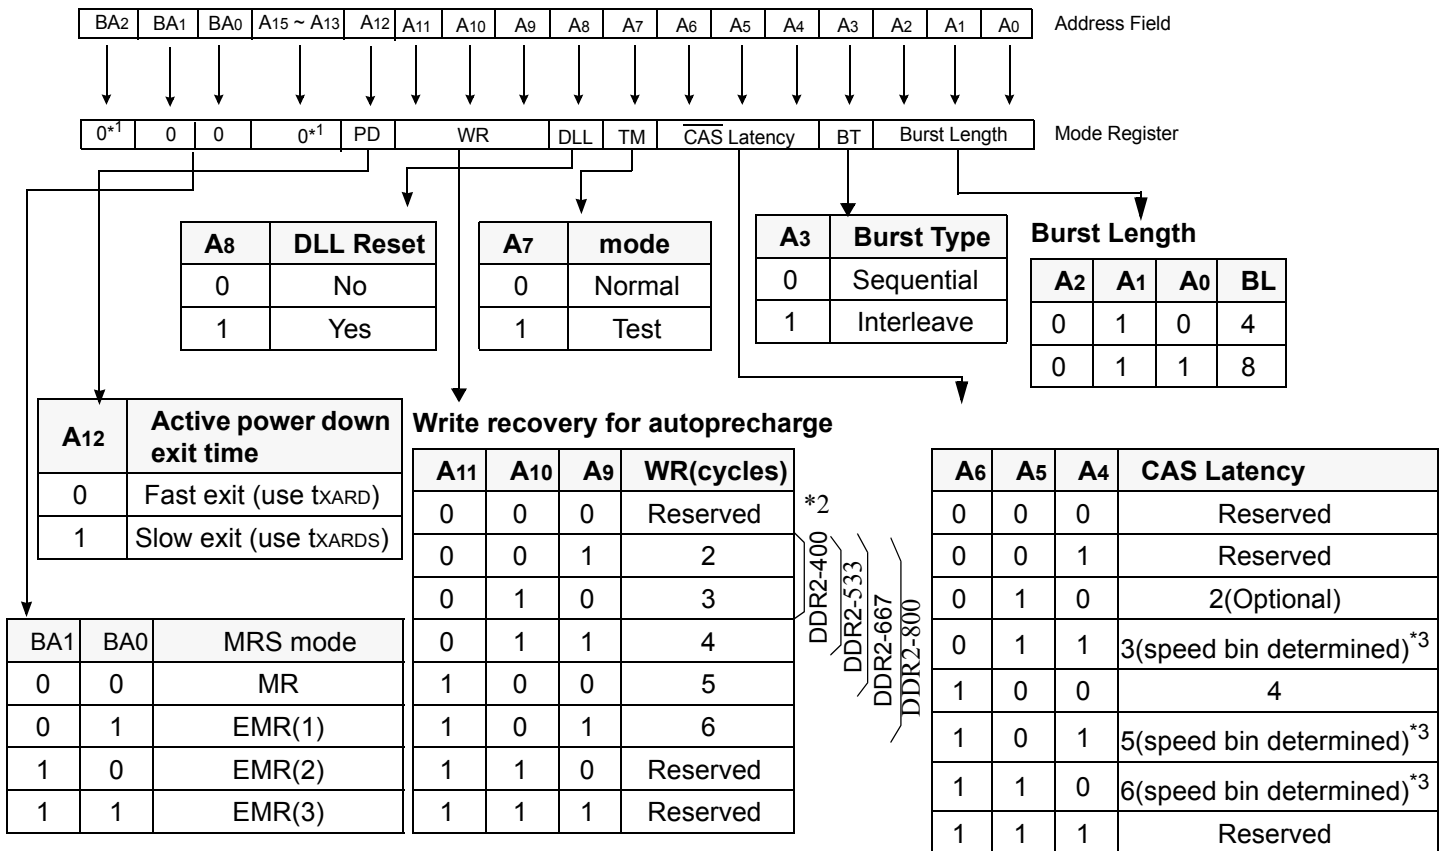 BA2 BA1 BA0 A15 ~ A13 A12 A11 A10 A9 A8 A7 A6 A5 A4 A3 A2 A1 A0 Address Field
0*1 0 0 0*1 PD WR DLL TM CAS Latency BT Burst Length Mode Register
A8 DLL Reset
0 No
1 Yes
A7 mode
0 Normal
1 Test
A3 Burst Type
0 Sequential
1 Interleave
Burst Length
A2 A1 A0 BL
0 1 0 4
0 1 1 8
A12 Active power down
exit time
0 Fast exit (use tXARD)
1 Slow exit (use tXARDS)
BA1 BA0 MRS mode
0 0 MR
0 1 EMR(1)
1 0 EMR(2)
1 1 EMR(3)
Write recovery for autoprecharge
A11 A10 A9 WR(cycles)
0 0 0 Reserved
0 0 1 2
0 1 0 3
0 1 1 4
1 0 0 5
1 0 1 6
1 1 0 Reserved
1 1 1 Reserved
*2
DDR2-400
DDR2-533
DDR2-667
DDR2-800
A6 A5 A4 CAS Latency
0 0 0 Reserved
0 0 1 Reserved
0 1 0 2(Optional)
0 1 1 3(speed bin determined)*3
1 0 0 4
1 0 1 5(speed bin determined)*3
1 1 0 6(speed bin determined)*3
1 1 1 Reserved